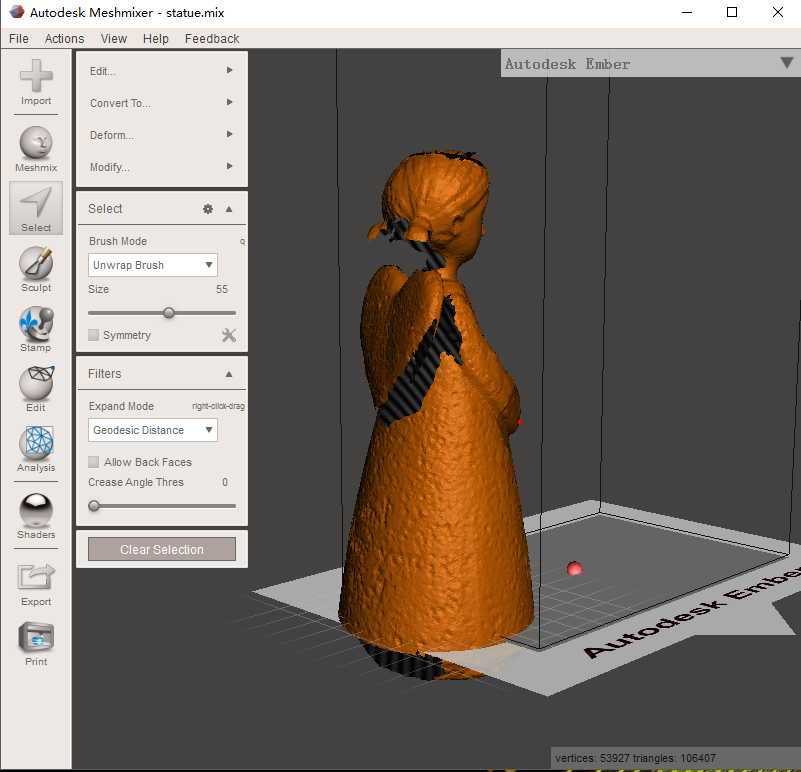 Autodesk Meshmixer - statue.mix
File Actions View Help Feedback
Import
Meshmix
Select
Sculpt
Stamp
Edit
Analysis
Shaders
Export
Print
Edit...
Convert To...
Deform...
Modify...
Select
Brush Mode q
Unwrap Brush
Size 55
Symmetry
Filters
Expand Mode right-click-drag
Geodesic Distance
Allow Back Faces
Crease Angle Thres 0
Clear Selection
Autodesk Ember
Autodesk Ember
vertices: 53927 triangles: 106407